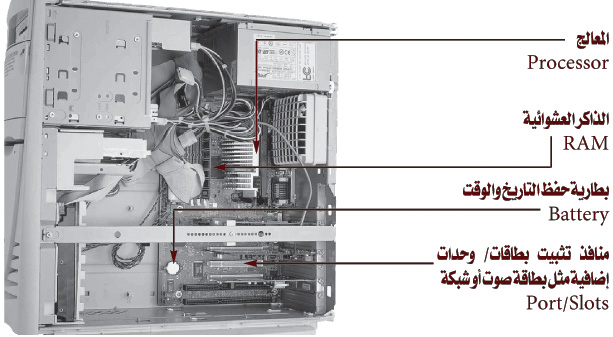 المعالج
Processor
الذاكر العشوائية
RAM
بطارية حفظ التاريخ والوقت
Battery
منافذ تثبيت بطاقات/ وحدات
إضافية مثل بطاقة صوت أو شبكة
Port/Slots